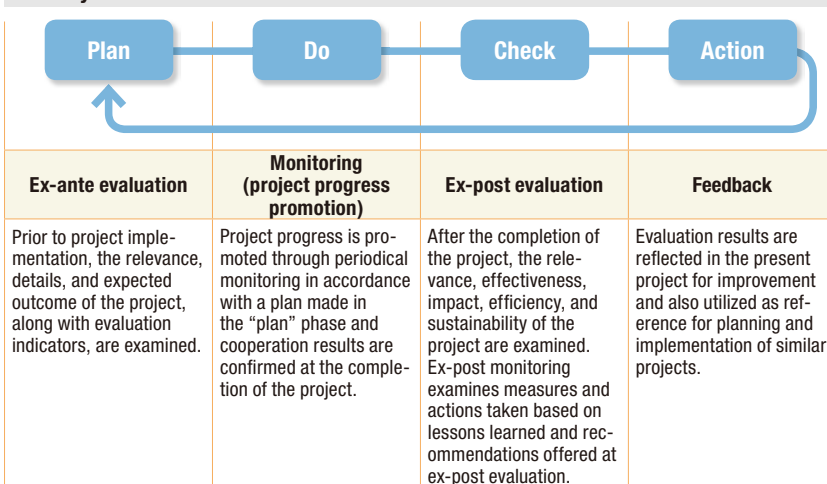 Plan
Do
Check
Action
Ex-ante evaluation
Monitoring
(project progress
promotion)
Ex-post evaluation
Feedback
Prior to project imple-
mentation, the relevance,
details, and expected
outcome of the project,
along with evaluation
indicators, are examined.
Project progress is pro-
moted through periodical
monitoring in accordance
with a plan made in
the “plan” phase and
cooperation results are
confirmed at the comple-
tion of the project.
After the completion of
the project, the rele-
vance, effectiveness,
impact, efficiency, and
sustainability of the
project are examined.
Ex-post monitoring
examines measures and
actions taken based on
lessons learned and rec-
ommendations offered at
ex-post evaluation.
Evaluation results are
reflected in the present
project for improvement
and also utilized as ref-
erence for planning and
implementation of similar
projects.